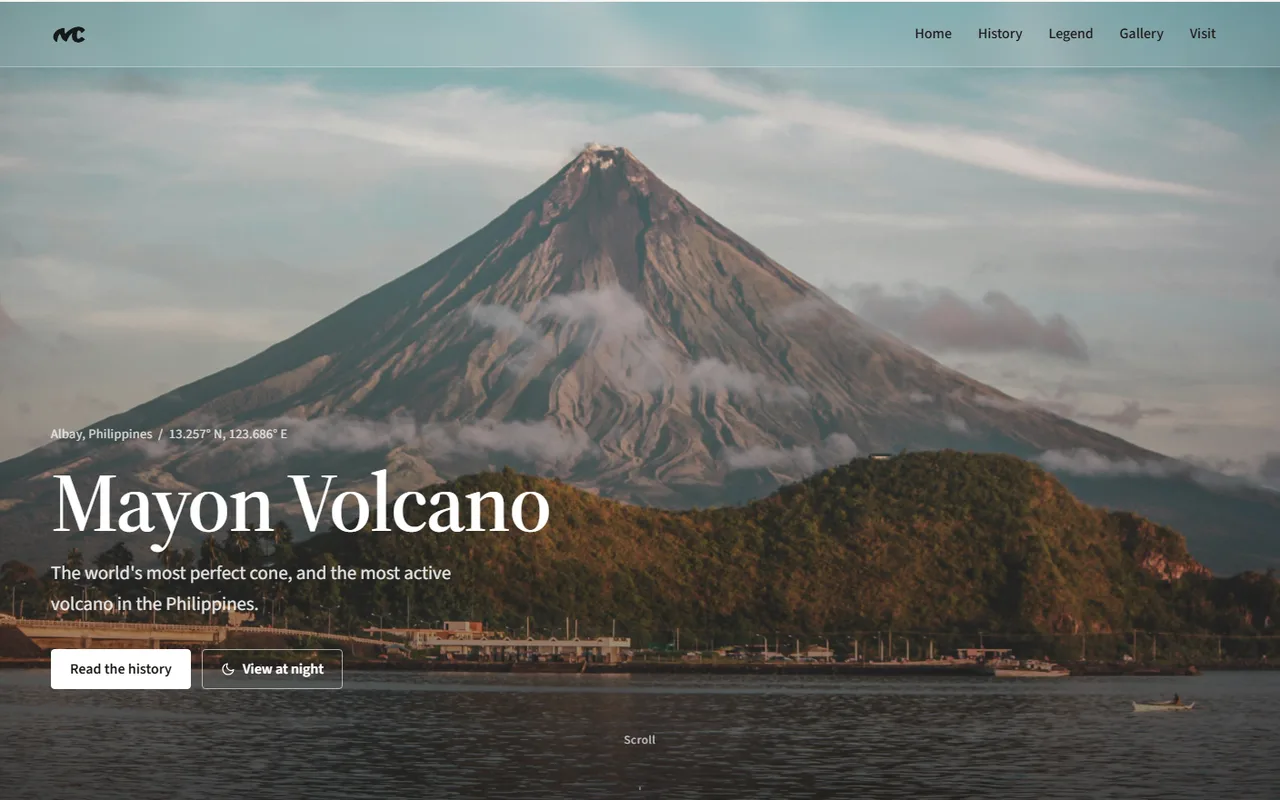 Home History Legend Gallery Visit
Albay, Philippines / 13.257° N, 123.686° E
Mayon Volcano
The world's most perfect cone, and the most active
volcano in the Philippines.
Read the history View at night
Scroll